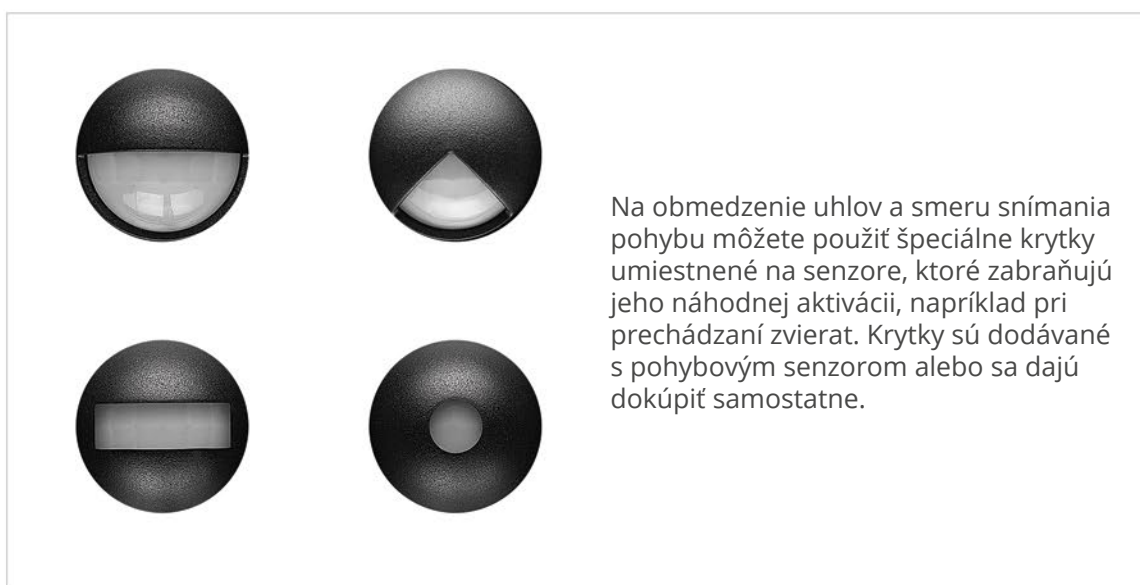 Na obmedzenie uhlov a smeru snímania
pohybu môžete použiť špeciálne krytky
umiestnené na senzore, ktoré zabraňujú
jeho náhodnej aktivácii, napríklad pri
prechádzaní zvierat. Krytky sú dodávané
s pohybovým senzorom alebo sa dajú
dokúpiť samostatne.